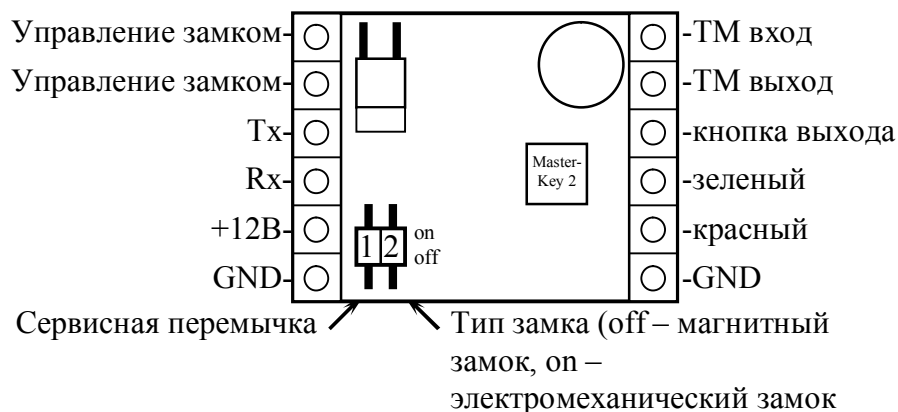 Управление замком-
Управление замком-
Tx-
Rx-
+12В-
GND-
-ТМ вход
-ТМ выход
-кнопка выхода
-зеленый
-красный
-GND
Master-
Key 2
1 2
on
off
Сервисная перемычка
Тип замка (off – магнитный
замок, on –
электромеханический замок